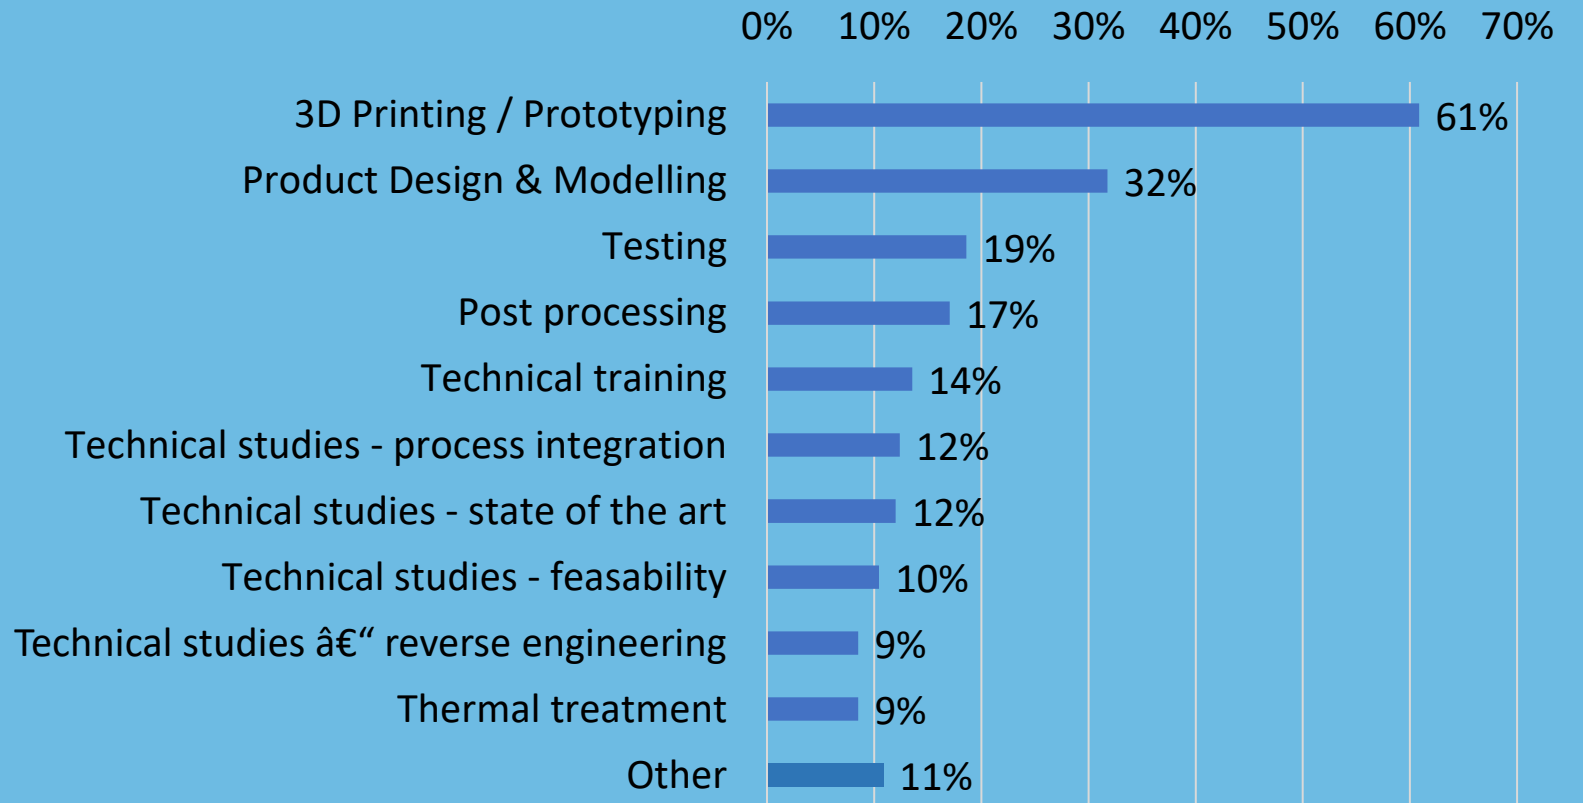 0% 10% 20% 30% 40% 50% 60% 70%
3D Printing / Prototyping 61%
Product Design & Modelling 32%
Testing 19%
Post processing 17%
Technical training 14%
Technical studies - process integration 12%
Technical studies - state of the art 12%
Technical studies - feasability 10%
Technical studies â€“ reverse engineering 9%
Thermal treatment 9%
Other 11%